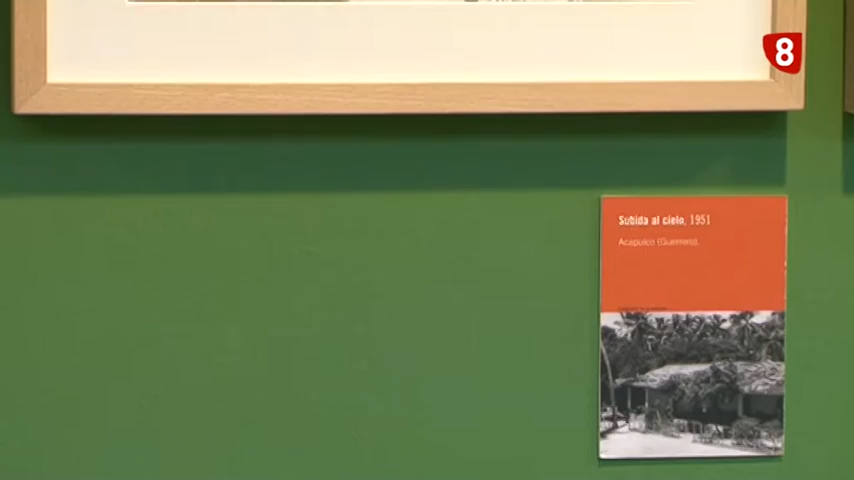 8
Subida al cielo, 1951
Acapulco (Guerrero).